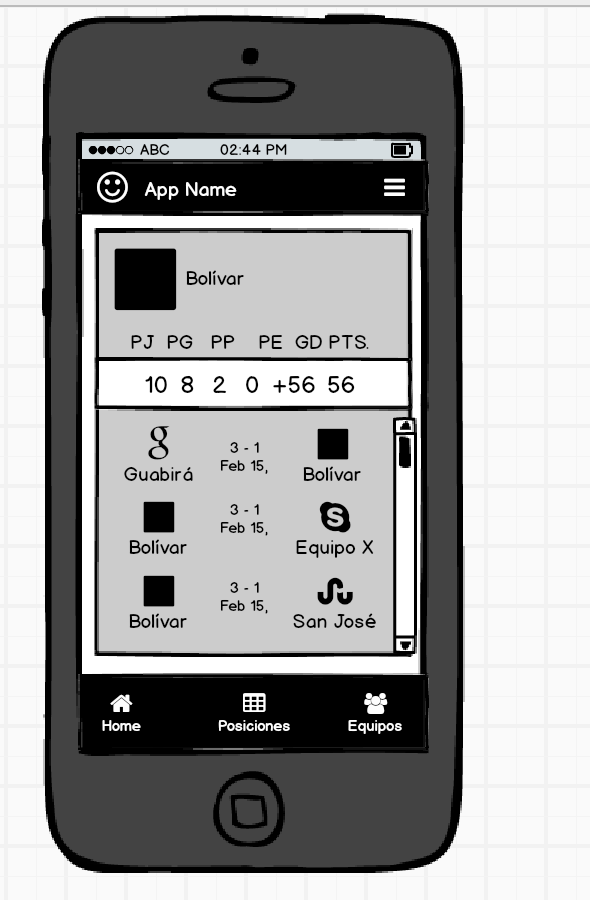 ABC 02:44 PM
App Name
Bolívar
PJ PG PP PE GD PTS.
10 8 2 0 +56 56
3 - 1
Feb 15,
Guabirá Bolívar
3 - 1
Feb 15,
Bolívar Equipo X
3 - 1
Feb 15,
Bolívar San José
Home Posiciones Equipos